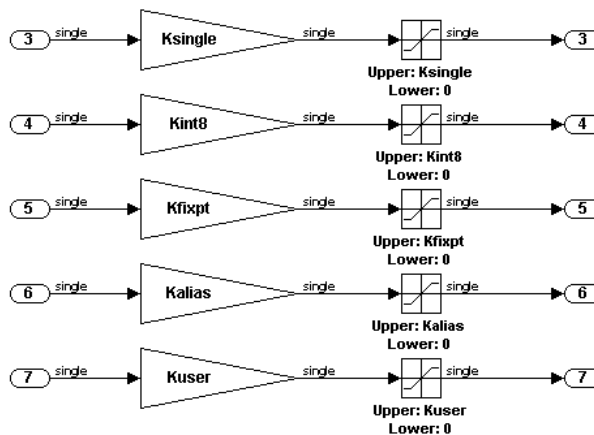 3 single Ksingle single single 3
Upper: Ksingle
Lower: 0
4 single Kint8 single single 4
Upper: Kint8
Lower: 0
5 single Kfixpt single single 5
Upper: Kfixpt
Lower: 0
6 single Kalias single single 6
Upper: Kalias
Lower: 0
7 single Kuser single single 7
Upper: Kuser
Lower: 0